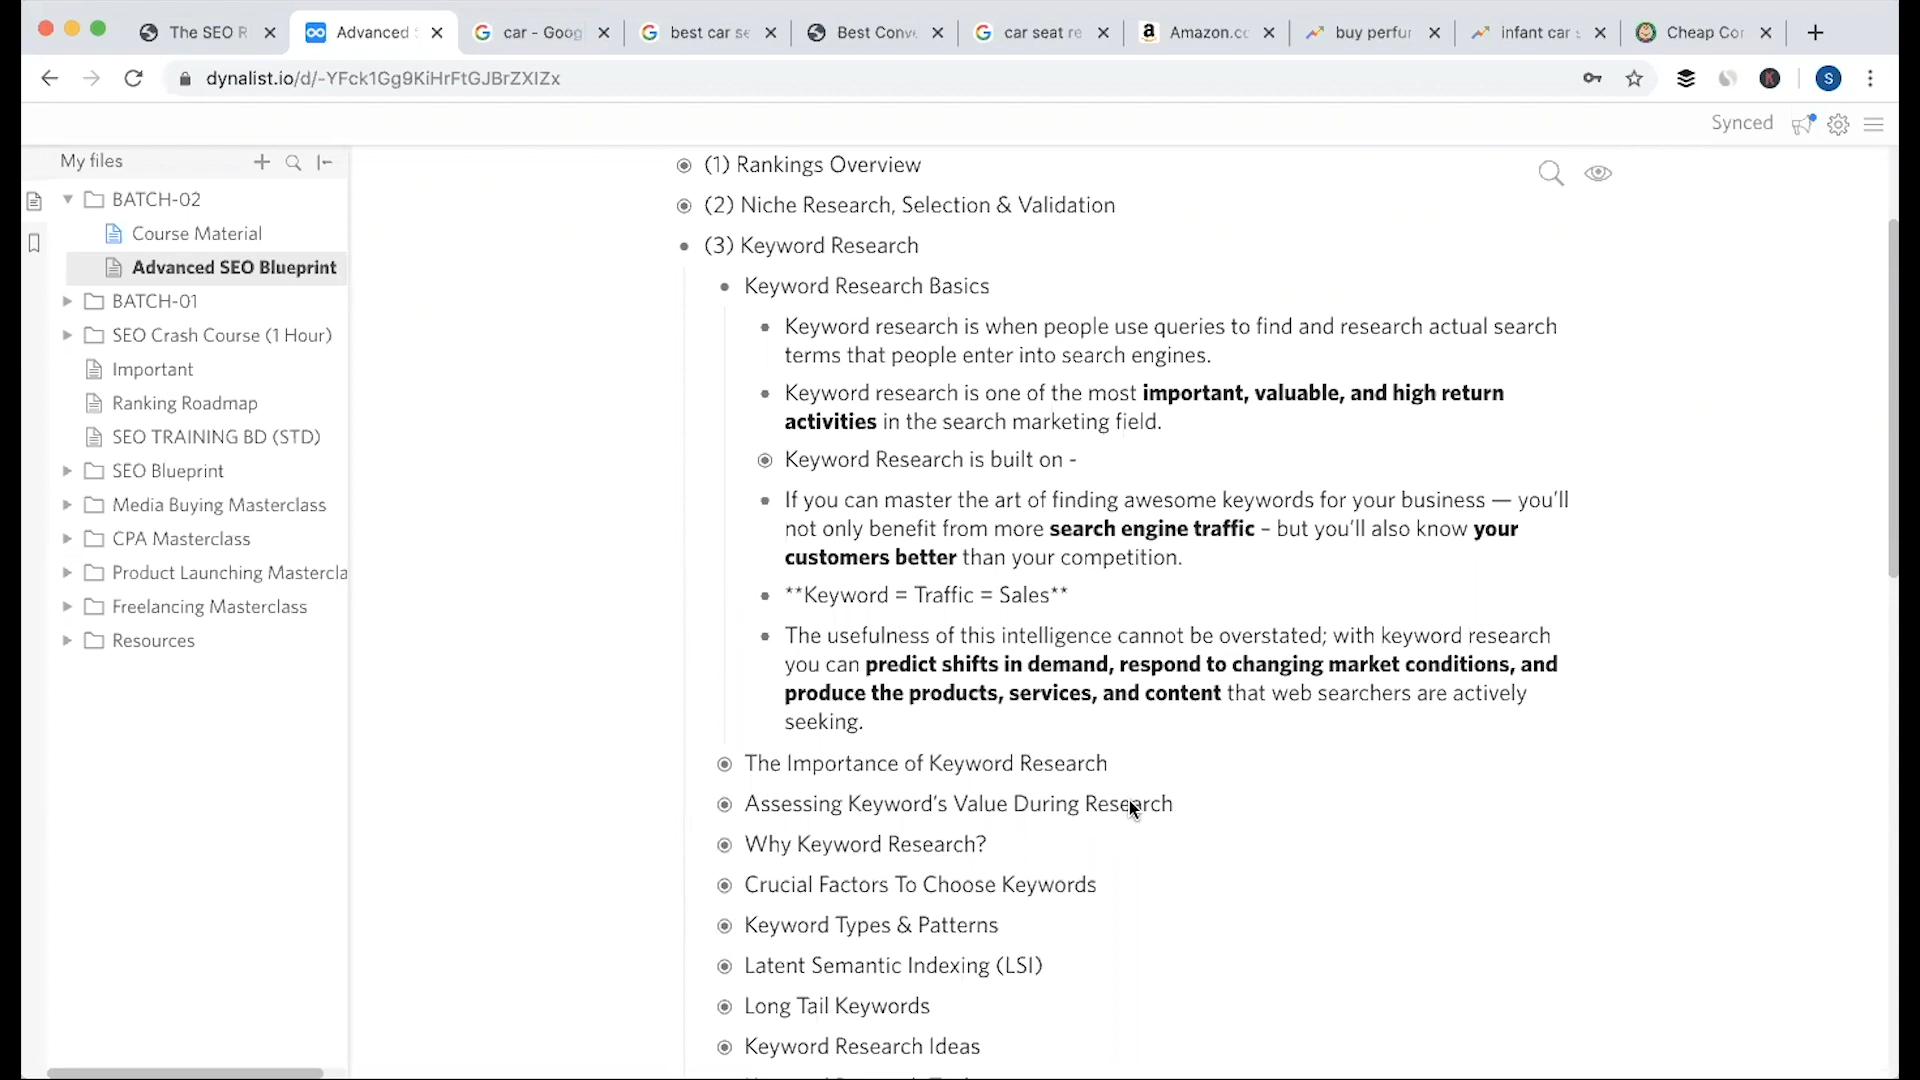 The SEO R
Advanced
car - Goog
best car se
Best Conv
car seat re
Amazon.cc
buy perfur
infant car
Cheap Cor
dynalist.io/d/-YFck1Gg9KiHrFtGJBrZXIZx
S
Synced
My files
BATCH-02
Course Material
Advanced SEO Blueprint
BATCH-01
SEO Crash Course (1 Hour)
Important
Ranking Roadmap
SEO TRAINING BD (STD)
SEO Blueprint
Media Buying Masterclass
CPA Masterclass
Product Launching Mastercla
Freelancing Masterclass
Resources
(1) Rankings Overview
(2) Niche Research, Selection & Validation
(3) Keyword Research
Keyword Research Basics
Keyword research is when people use queries to find and research actual search
terms that people enter into search engines.
Keyword research is one of the most important, valuable, and high return
activities in the search marketing field.
Keyword Research is built on -
If you can master the art of finding awesome keywords for your business — you'll
not only benefit from more search engine traffic – but you'll also know your
customers better than your competition.
**Keyword = Traffic = Sales**
The usefulness of this intelligence cannot be overstated; with keyword research
you can predict shifts in demand, respond to changing market conditions, and
produce the products, services, and content that web searchers are actively
seeking.
The Importance of Keyword Research
Assessing Keyword's Value During Research
Why Keyword Research?
Crucial Factors To Choose Keywords
Keyword Types & Patterns
Latent Semantic Indexing (LSI)
Long Tail Keywords
Keyword Research Ideas